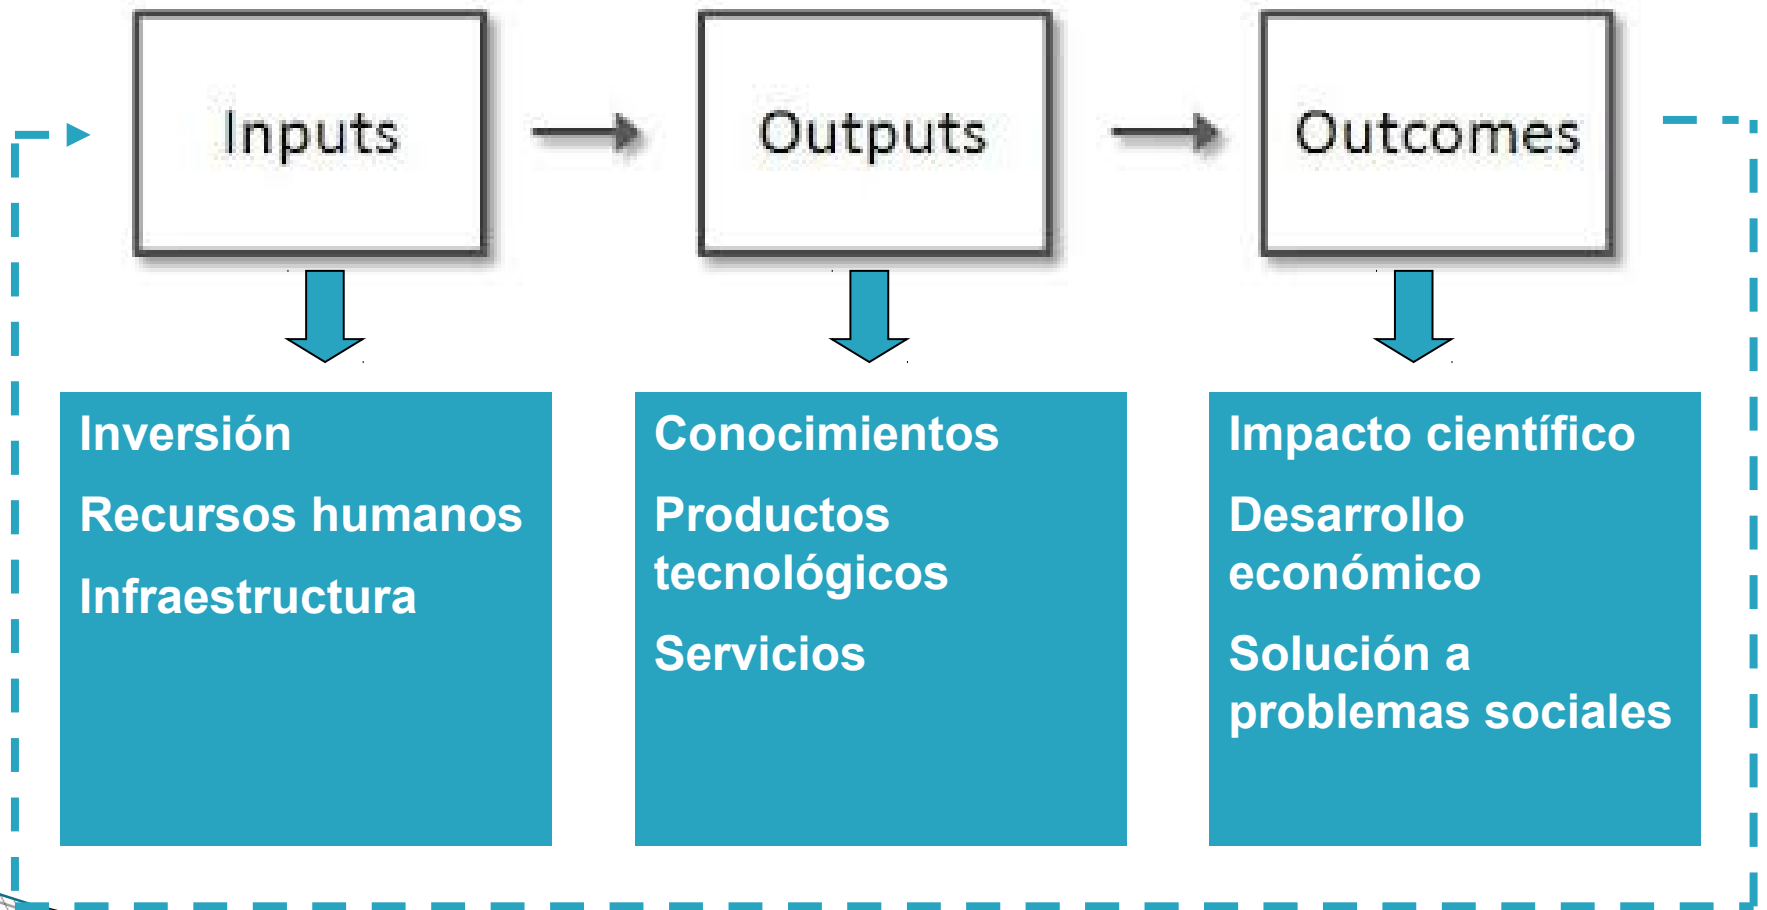 Inputs
Outputs
Outcomes
Inversión
Recursos humanos
Infraestructura
Conocimientos
Productos
tecnológicos
Servicios
Impacto científico
Desarrollo
económico
Solución a
problemas sociales